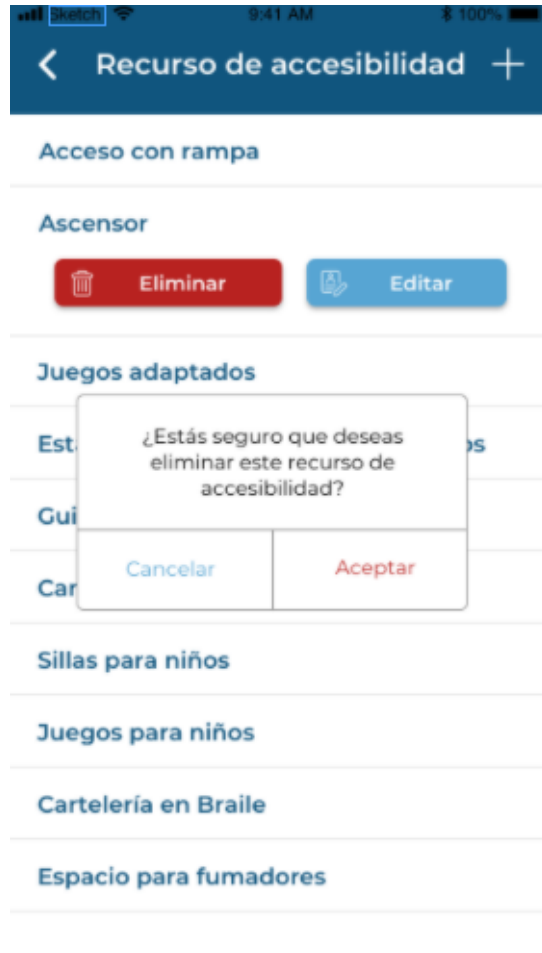 Sketch 9:41 AM 100%
Recurso de accesibilidad
Acceso con rampa
Ascensor
Eliminar Editar
Juegos adaptados
¿Estás seguro que deseas
eliminar este recurso de
accesibilidad?
Cancelar Aceptar
Sillas para niños
Juegos para niños
Cartelería en Braile
Espacio para fumadores